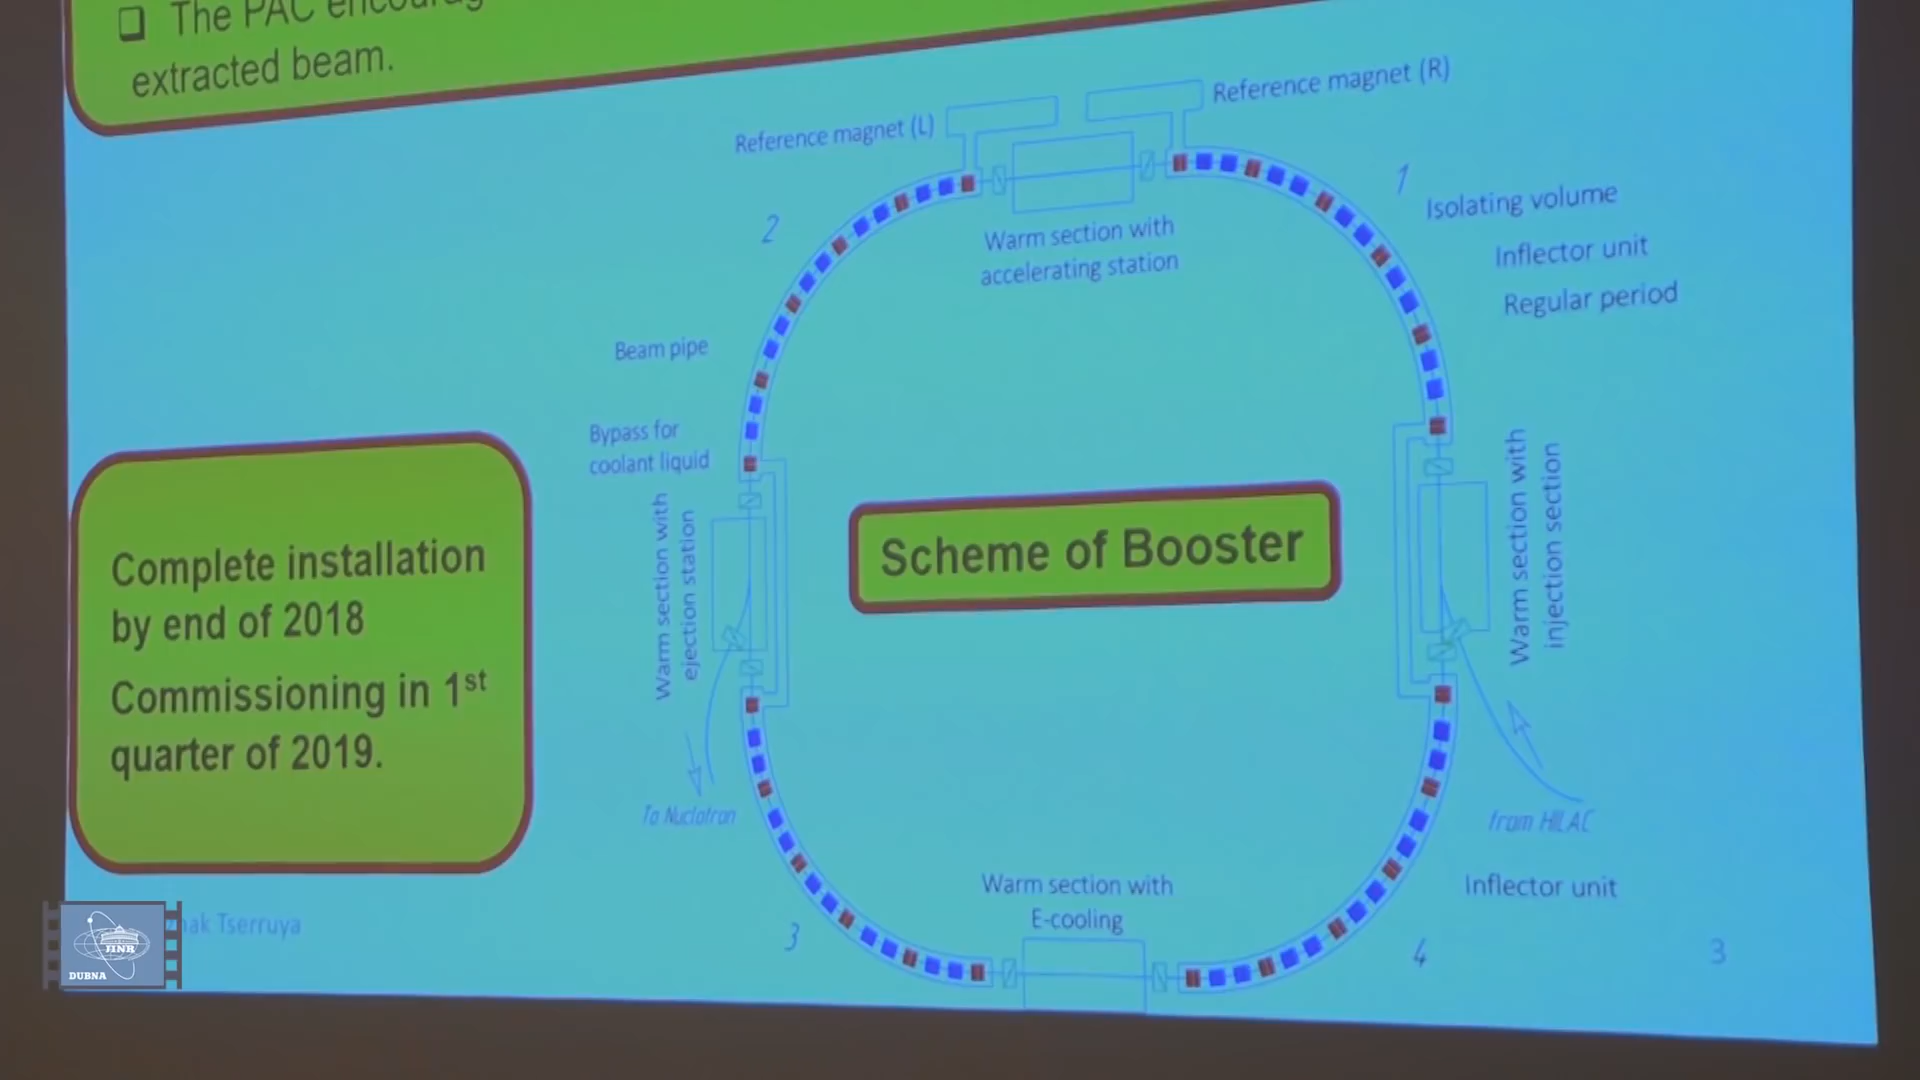 ❑ The PAC
extracted beam.
Reference magnet (L)
Reference magnet (R)
1
2
Isolating volume
Inflector unit
Regular period
Warm section with
accelerating station
Beam pipe
Bypass for
coolant liquid
Warm section with
ejection station
Scheme of Booster
Warm section with
injection section
Complete installation
by end of 2018
Commissioning in 1st
quarter of 2019.
To Nuclotron
from HILAC
Warm section with
E-cooling
Inflector unit
3
4
3
Tserruya
JINR
DUBNA